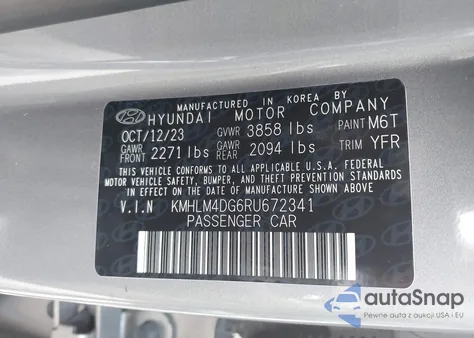 MANUFACTURED IN KOREA BY
HYUNDAI MOTOR COMPANY
OCT/12/23 GVWR 3858 lbs PAINT M6T
GAWR FRONT 2271 lbs GAWR REAR 2094 lbs TRIM YFR
THIS VEHICLE CONFORMS TO ALL APPLICABLE U.S.A. FEDERAL
MOTOR VEHICLE SAFETY, BUMPER, AND THEFT PREVENTION STANDARDS
IN EFFECT ON THE DATE OF MANUFACTURE SHOWN ABOVE.
V.I.N KMHLM4DG6RU672341
PASSENGER CAR
autaSnap
Pewne auta z aukcji USA i EU